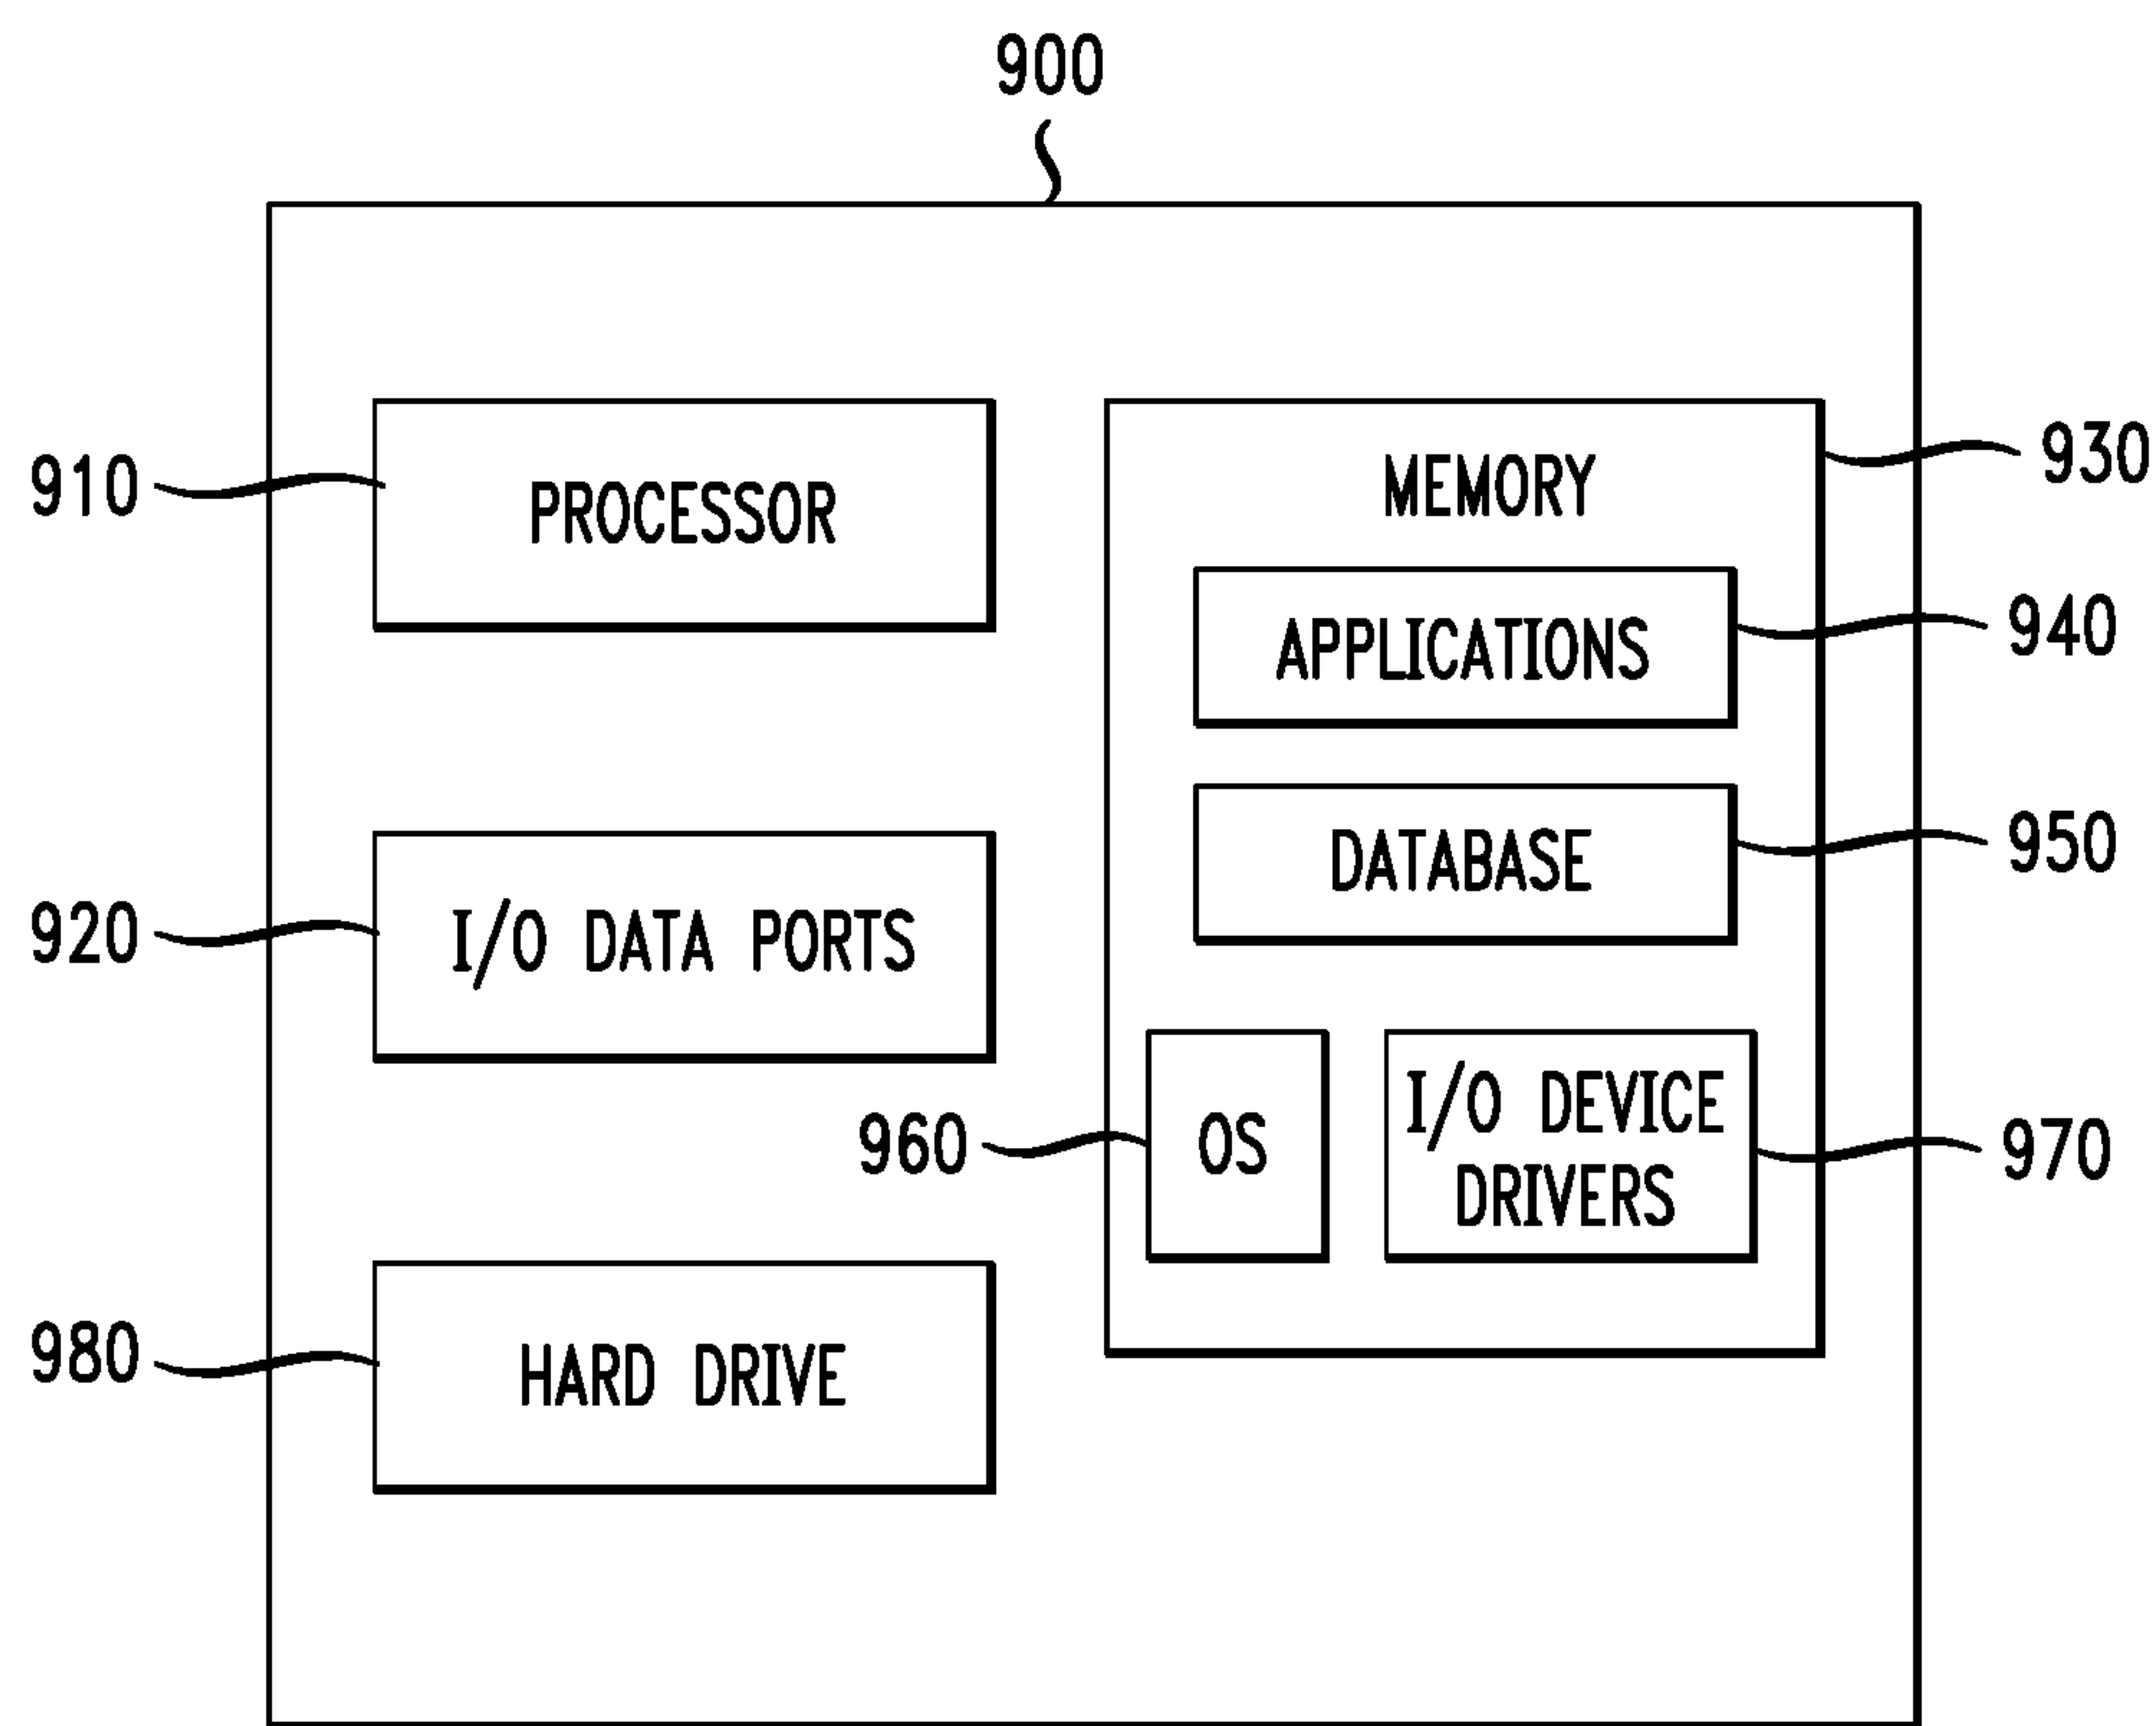 900
910
PROCESSOR
MEMORY
930
APPLICATIONS
940
DATABASE
950
920
I/O DATA PORTS
960
OS
I/O DEVICE
DRIVERS
970
980
HARD DRIVE